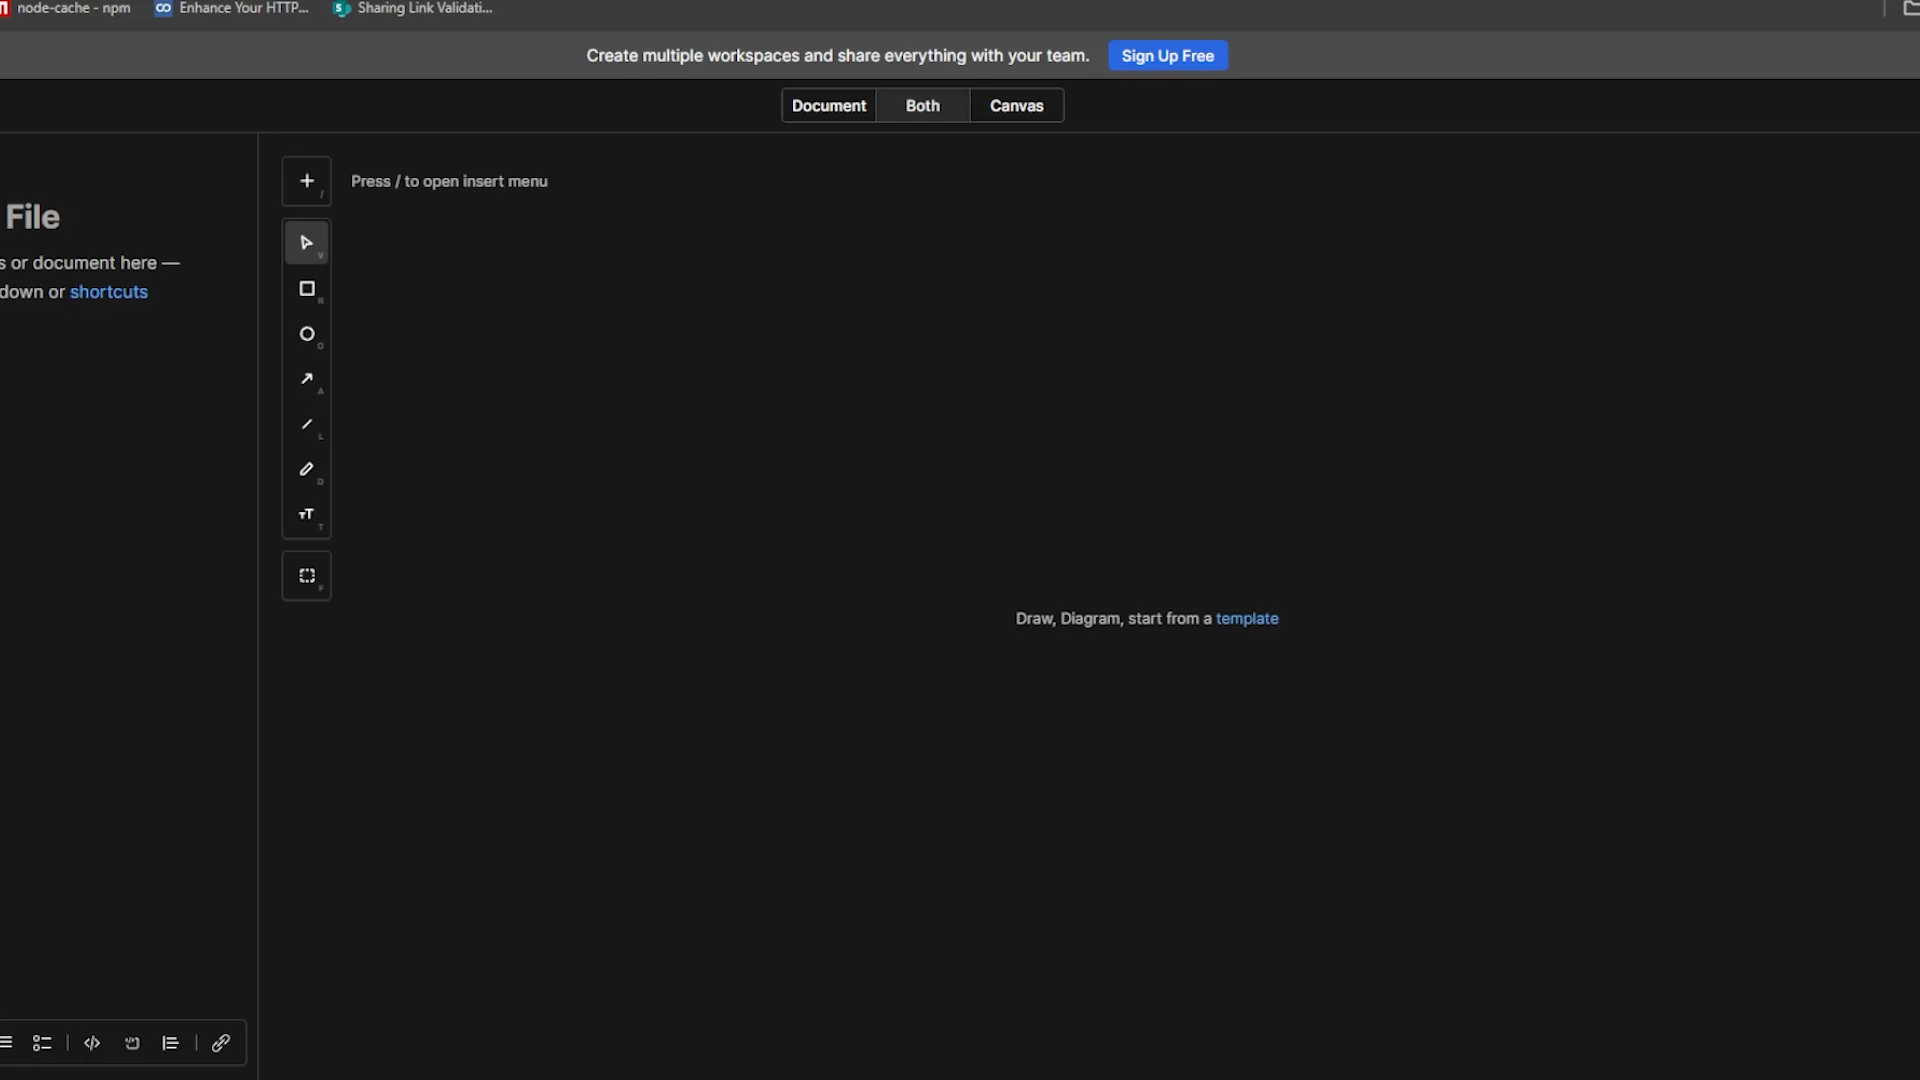 node-cache - npm
Enhance Your HTTP...
Sharing Link Validati...
Create multiple workspaces and share everything with your team.
Sign Up Free
Document
Both
Canvas
+
/
Press / to open insert menu
File
s or document here —
down or shortcuts
V
R
O
A
L
D
TT
T
F
Draw, Diagram, start from a template